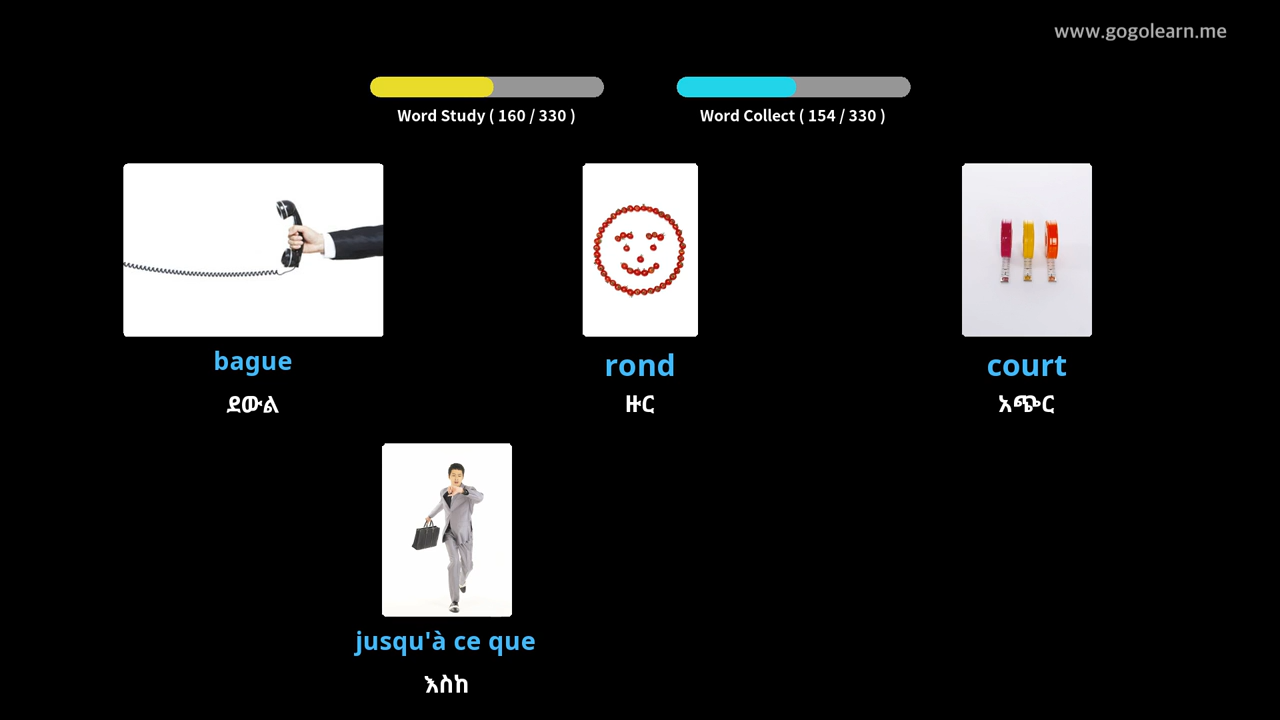 www.gogolearn.me
Word Study ( 160 / 330 )
Word Collect ( 154 / 330 )
bague
ደውል
rond
ዙር
court
አጭር
jusqu'à ce que
እስከ